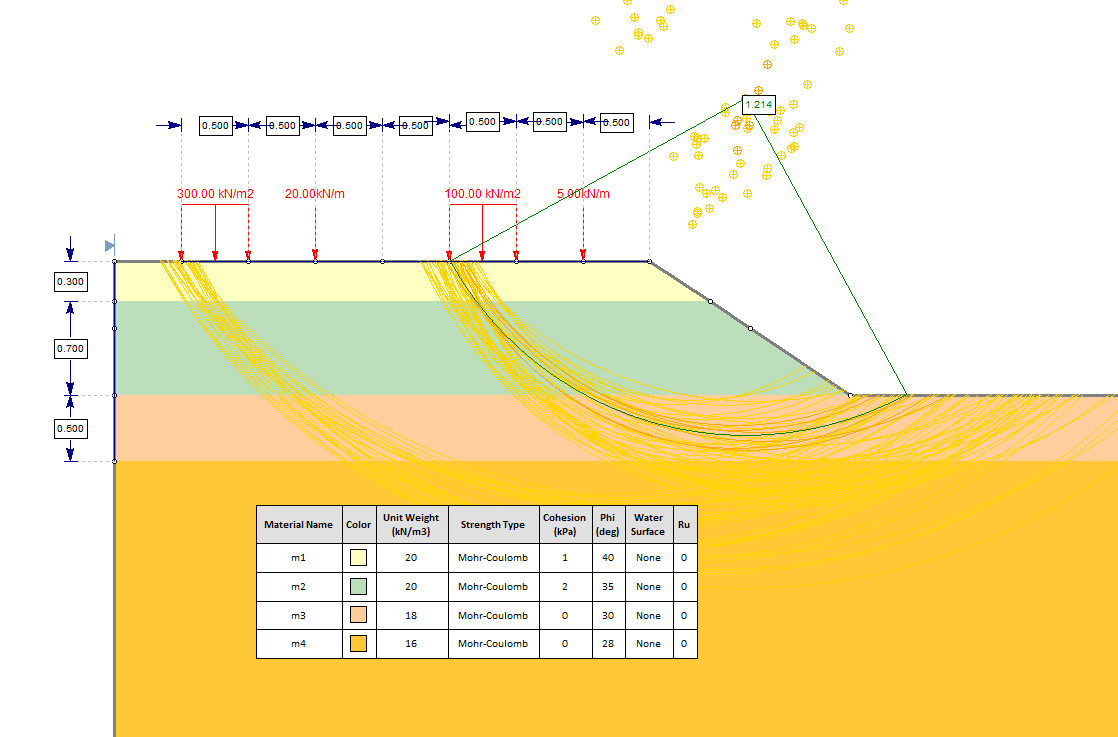 1.214
0.500 0.500 0.500 0.500 0.500 0.500 0.500
300.00 kN/m2 20.00kN/m 100.00 kN/m2 5.00kN/m
0.300
0.700
0.500
Material Name Color Unit Weight (kN/m3) Strength Type Cohesion (kPa) Phi (deg) Water Surface Ru
m1 20 Mohr-Coulomb 1 40 None 0
m2 20 Mohr-Coulomb 2 35 None 0
m3 18 Mohr-Coulomb 0 30 None 0
m4 16 Mohr-Coulomb 0 28 None 0